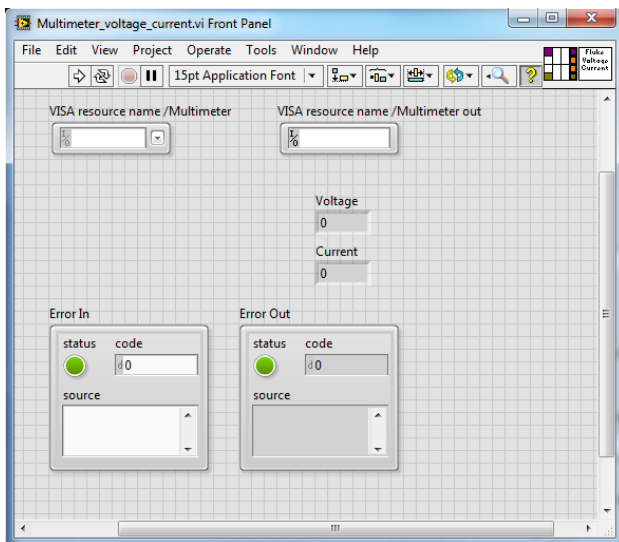 Multimeter_voltage_current.vi Front Panel
File Edit View Project Operate Tools Window Help
15pt Application Font
Fluke
Voltage
Current
VISA resource name /Multimeter
VISA resource name /Multimeter out
I/O
I/O
Voltage
0
Current
0
Error In
Error Out
status code
status code
d 0
d 0
source
source